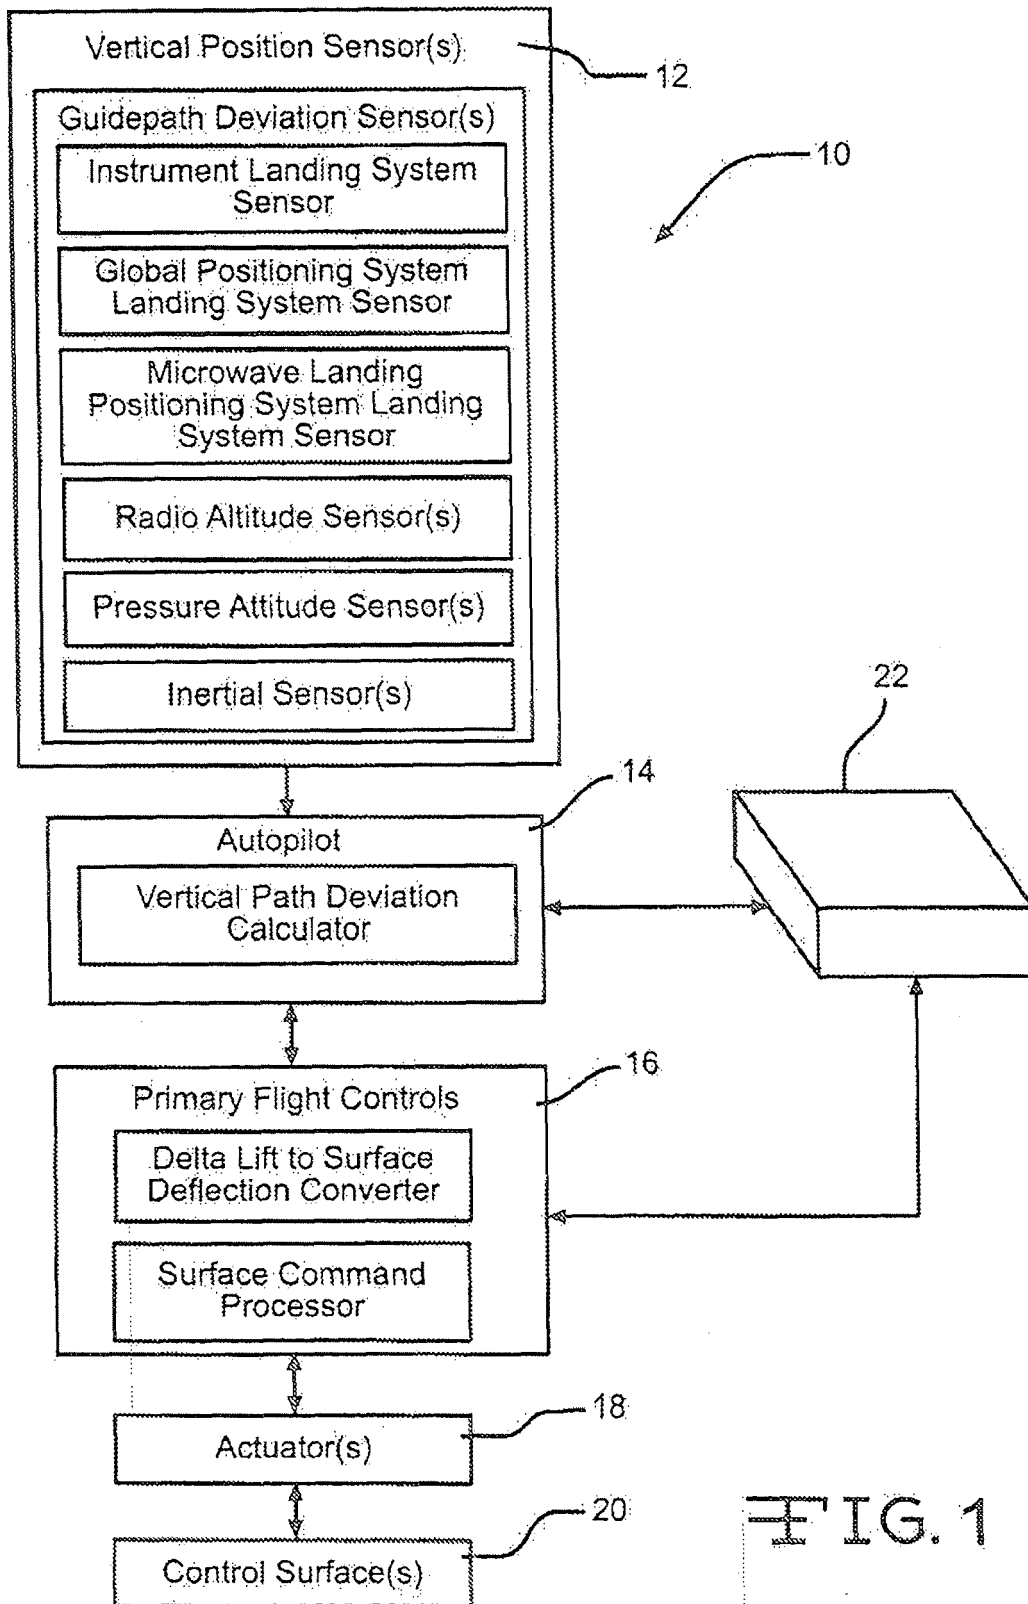 Vertical Position Sensor(s)
12
Guidepath Deviation Sensor(s)
Instrument Landing System
Sensor
10
Global Positioning System
Landing System Sensor
Microwave Landing
Positioning System Landing
System Sensor
Radio Altitude Sensor(s)
Pressure Attitude Sensor(s)
Inertial Sensor(s)
22
14
Autopilot
Vertical Path Deviation
Calculator
16
Primary Flight Controls
Delta Lift to Surface
Deflection Converter
Surface Command
Processor
18
Actuator(s)
20
Control Surface(s)
FIG. 1